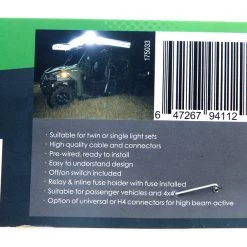 175033
6 47267 94112
· Suitable for twin or single light sets
· High quality cable and connectors
· Pre-wired, ready to install
· Easy to understand design
· Off/on switch included
· Relay & inline fuse-holder with fuse installed
· Suitable for passenger vehicles and 4x4's
· Option of universal or H4 connectors for high beam active